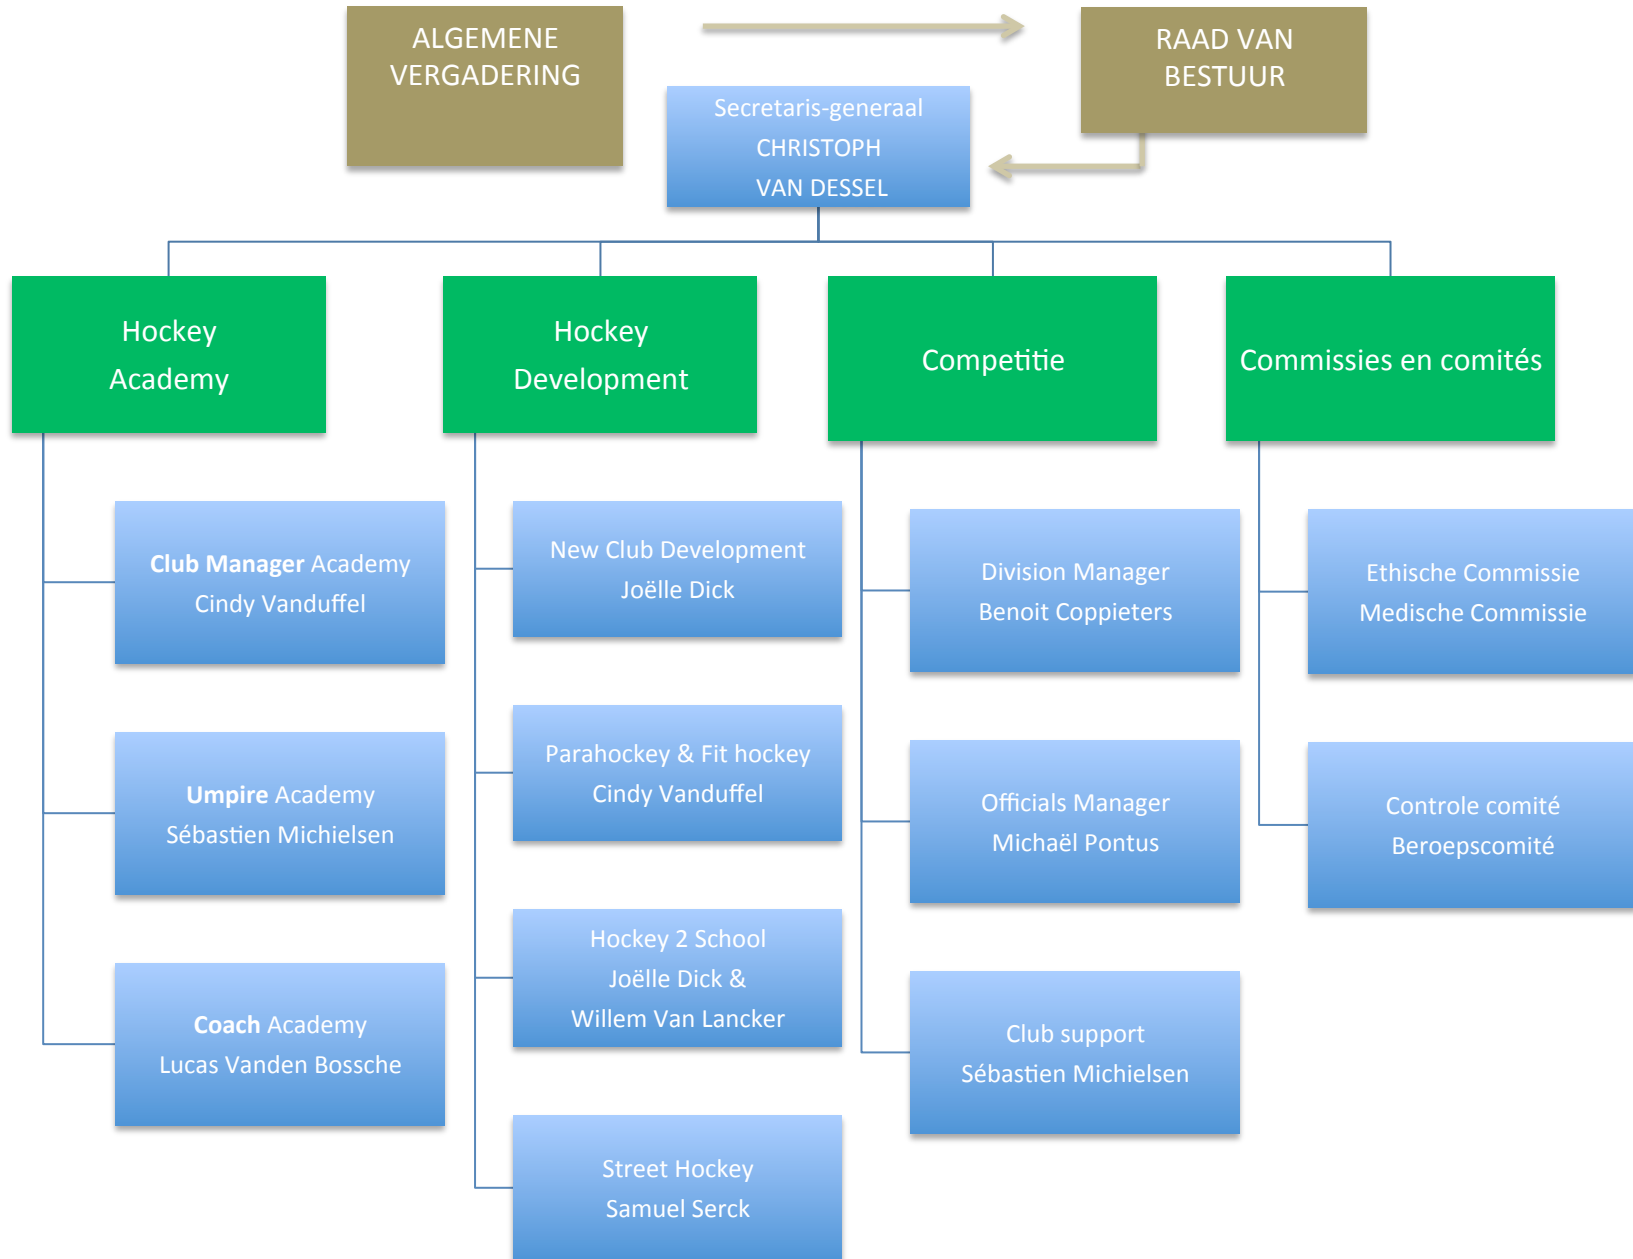 ALGEMENE
VERGADERING
RAAD VAN
BESTUUR
Secretaris-generaal
CHRISTOPH
VAN DESSEL
Hockey
Academy
Hockey
Development
Competitie
Commissies en comités
Club Manager Academy
Cindy Vanduffel
Umpire Academy
Sébastien Michielsen
Coach Academy
Lucas Vanden Bossche
New Club Development
Joëlle Dick
Parahockey & Fit hockey
Cindy Vanduffel
Hockey 2 School
Joëlle Dick &
Willem Van Lancker
Street Hockey
Samuel Serck
Division Manager
Benoit Coppieters
Officials Manager
Michaël Pontus
Club support
Sébastien Michielsen
Ethische Commissie
Medische Commissie
Controle comité
Beroepscomité